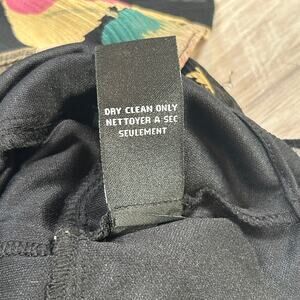 DRY CLEAN ONLY
NETTOYER A SEC
SEULEMENT